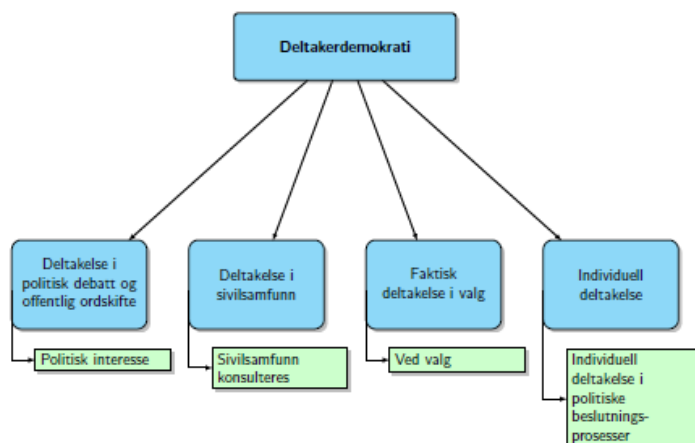 Deltakerdemokrati
Deltakelse i
politisk debatt og
offentlig ordskifte
Deltakelse i
sivilsamfunn
Faktisk
deltakelse i valg
Individuell
deltakelse
Politisk interesse
Sivilsamfunn
konsulteres
Ved valg
Individuell
deltakelse i
politiske
beslutnings-
prosesser